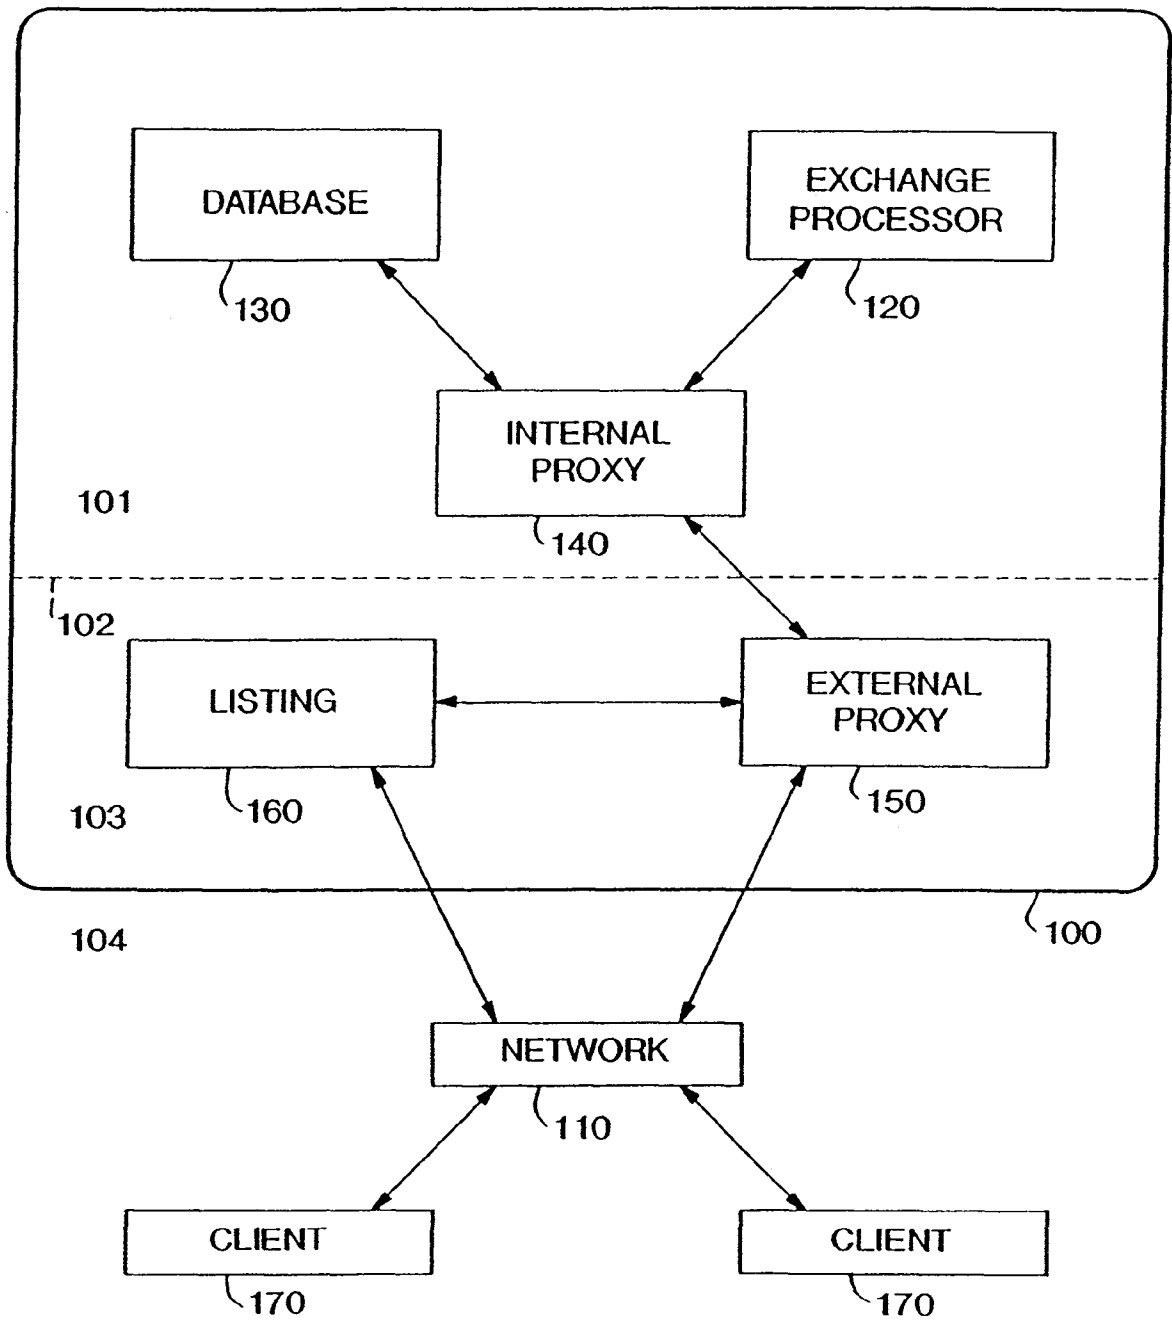 DATABASE
EXCHANGE
PROCESSOR
130
120
INTERNAL
PROXY
101
140
102
LISTING
EXTERNAL
PROXY
103
160
150
104
100
NETWORK
110
CLIENT
CLIENT
170
170